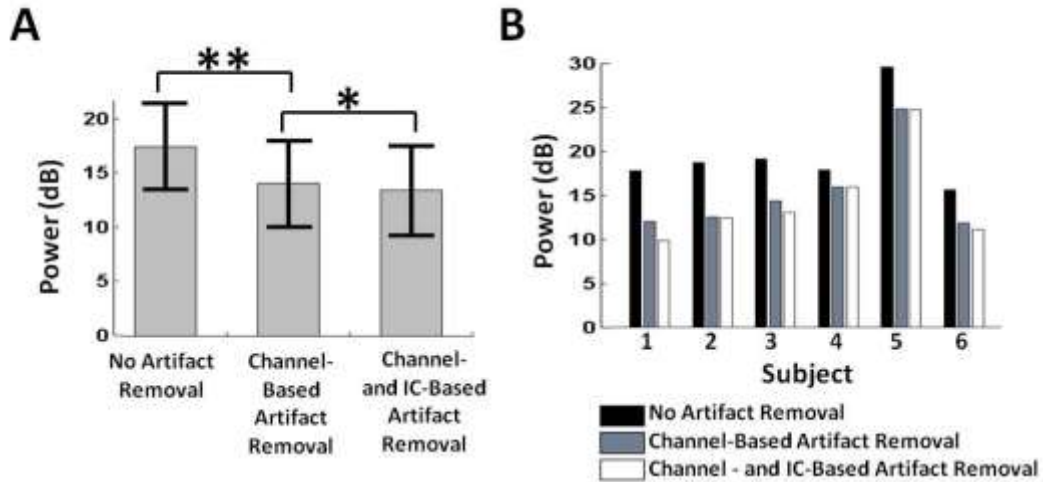 A
B
**
*
Power (dB)
20
15
10
5
0
No Artifact
Removal
Channel-
Based
Artifact
Removal
Channel-
and IC-Based
Artifact
Removal
Power (dB)
30
25
20
15
10
5
0
1 2 3 4 5 6
Subject
No Artifact Removal
Channel-Based Artifact Removal
Channel - and IC-Based Artifact Removal